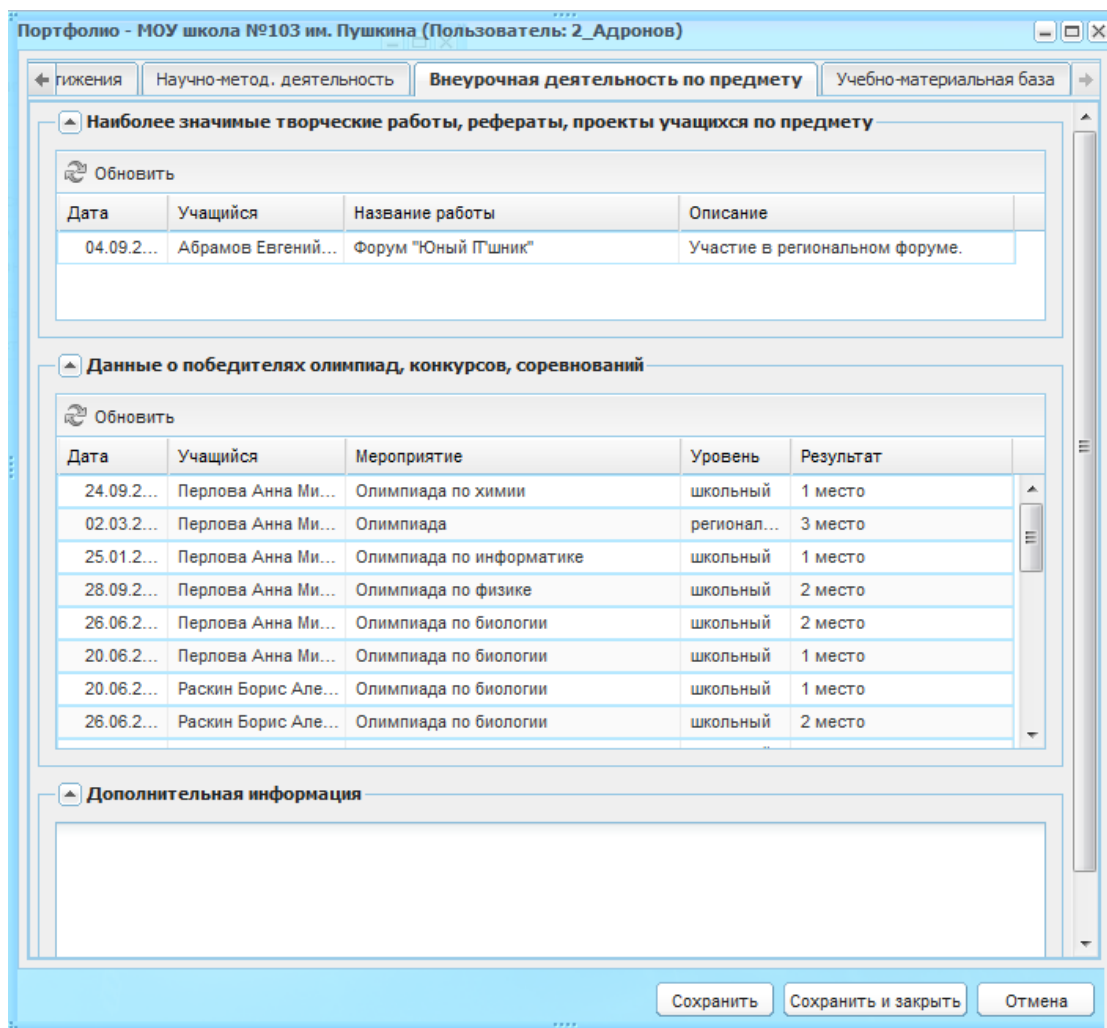 Портфолио - МОУ школа №103 им. Пушкина (Пользователь: 2_Адронов)
тижения Научно-метод. деятельность Внеурочная деятельность по предмету Учебно-материальная база
Наиболее значимые творческие работы, рефераты, проекты учащихся по предмету
Обновить
Дата Учащийся Название работы Описание
04.09.2... Абрамов Евгений... Форум "Юный IT'шник" Участие в региональном форуме.
Данные о победителях олимпиад, конкурсов, соревнований
Обновить
Дата Учащийся Мероприятие Уровень Результат
24.09.2... Перлова Анна Ми... Олимпиада по химии школьный 1 место
02.03.2... Перлова Анна Ми... Олимпиада регионал... 3 место
25.01.2... Перлова Анна Ми... Олимпиада по информатике школьный 1 место
28.09.2... Перлова Анна Ми... Олимпиада по физике школьный 2 место
26.06.2... Перлова Анна Ми... Олимпиада по биологии школьный 2 место
20.06.2... Перлова Анна Ми... Олимпиада по биологии школьный 1 место
20.06.2... Раскин Борис Але... Олимпиада по биологии школьный 1 место
26.06.2... Раскин Борис Але... Олимпиада по биологии школьный 2 место
Дополнительная информация
Сохранить Сохранить и закрыть Отмена